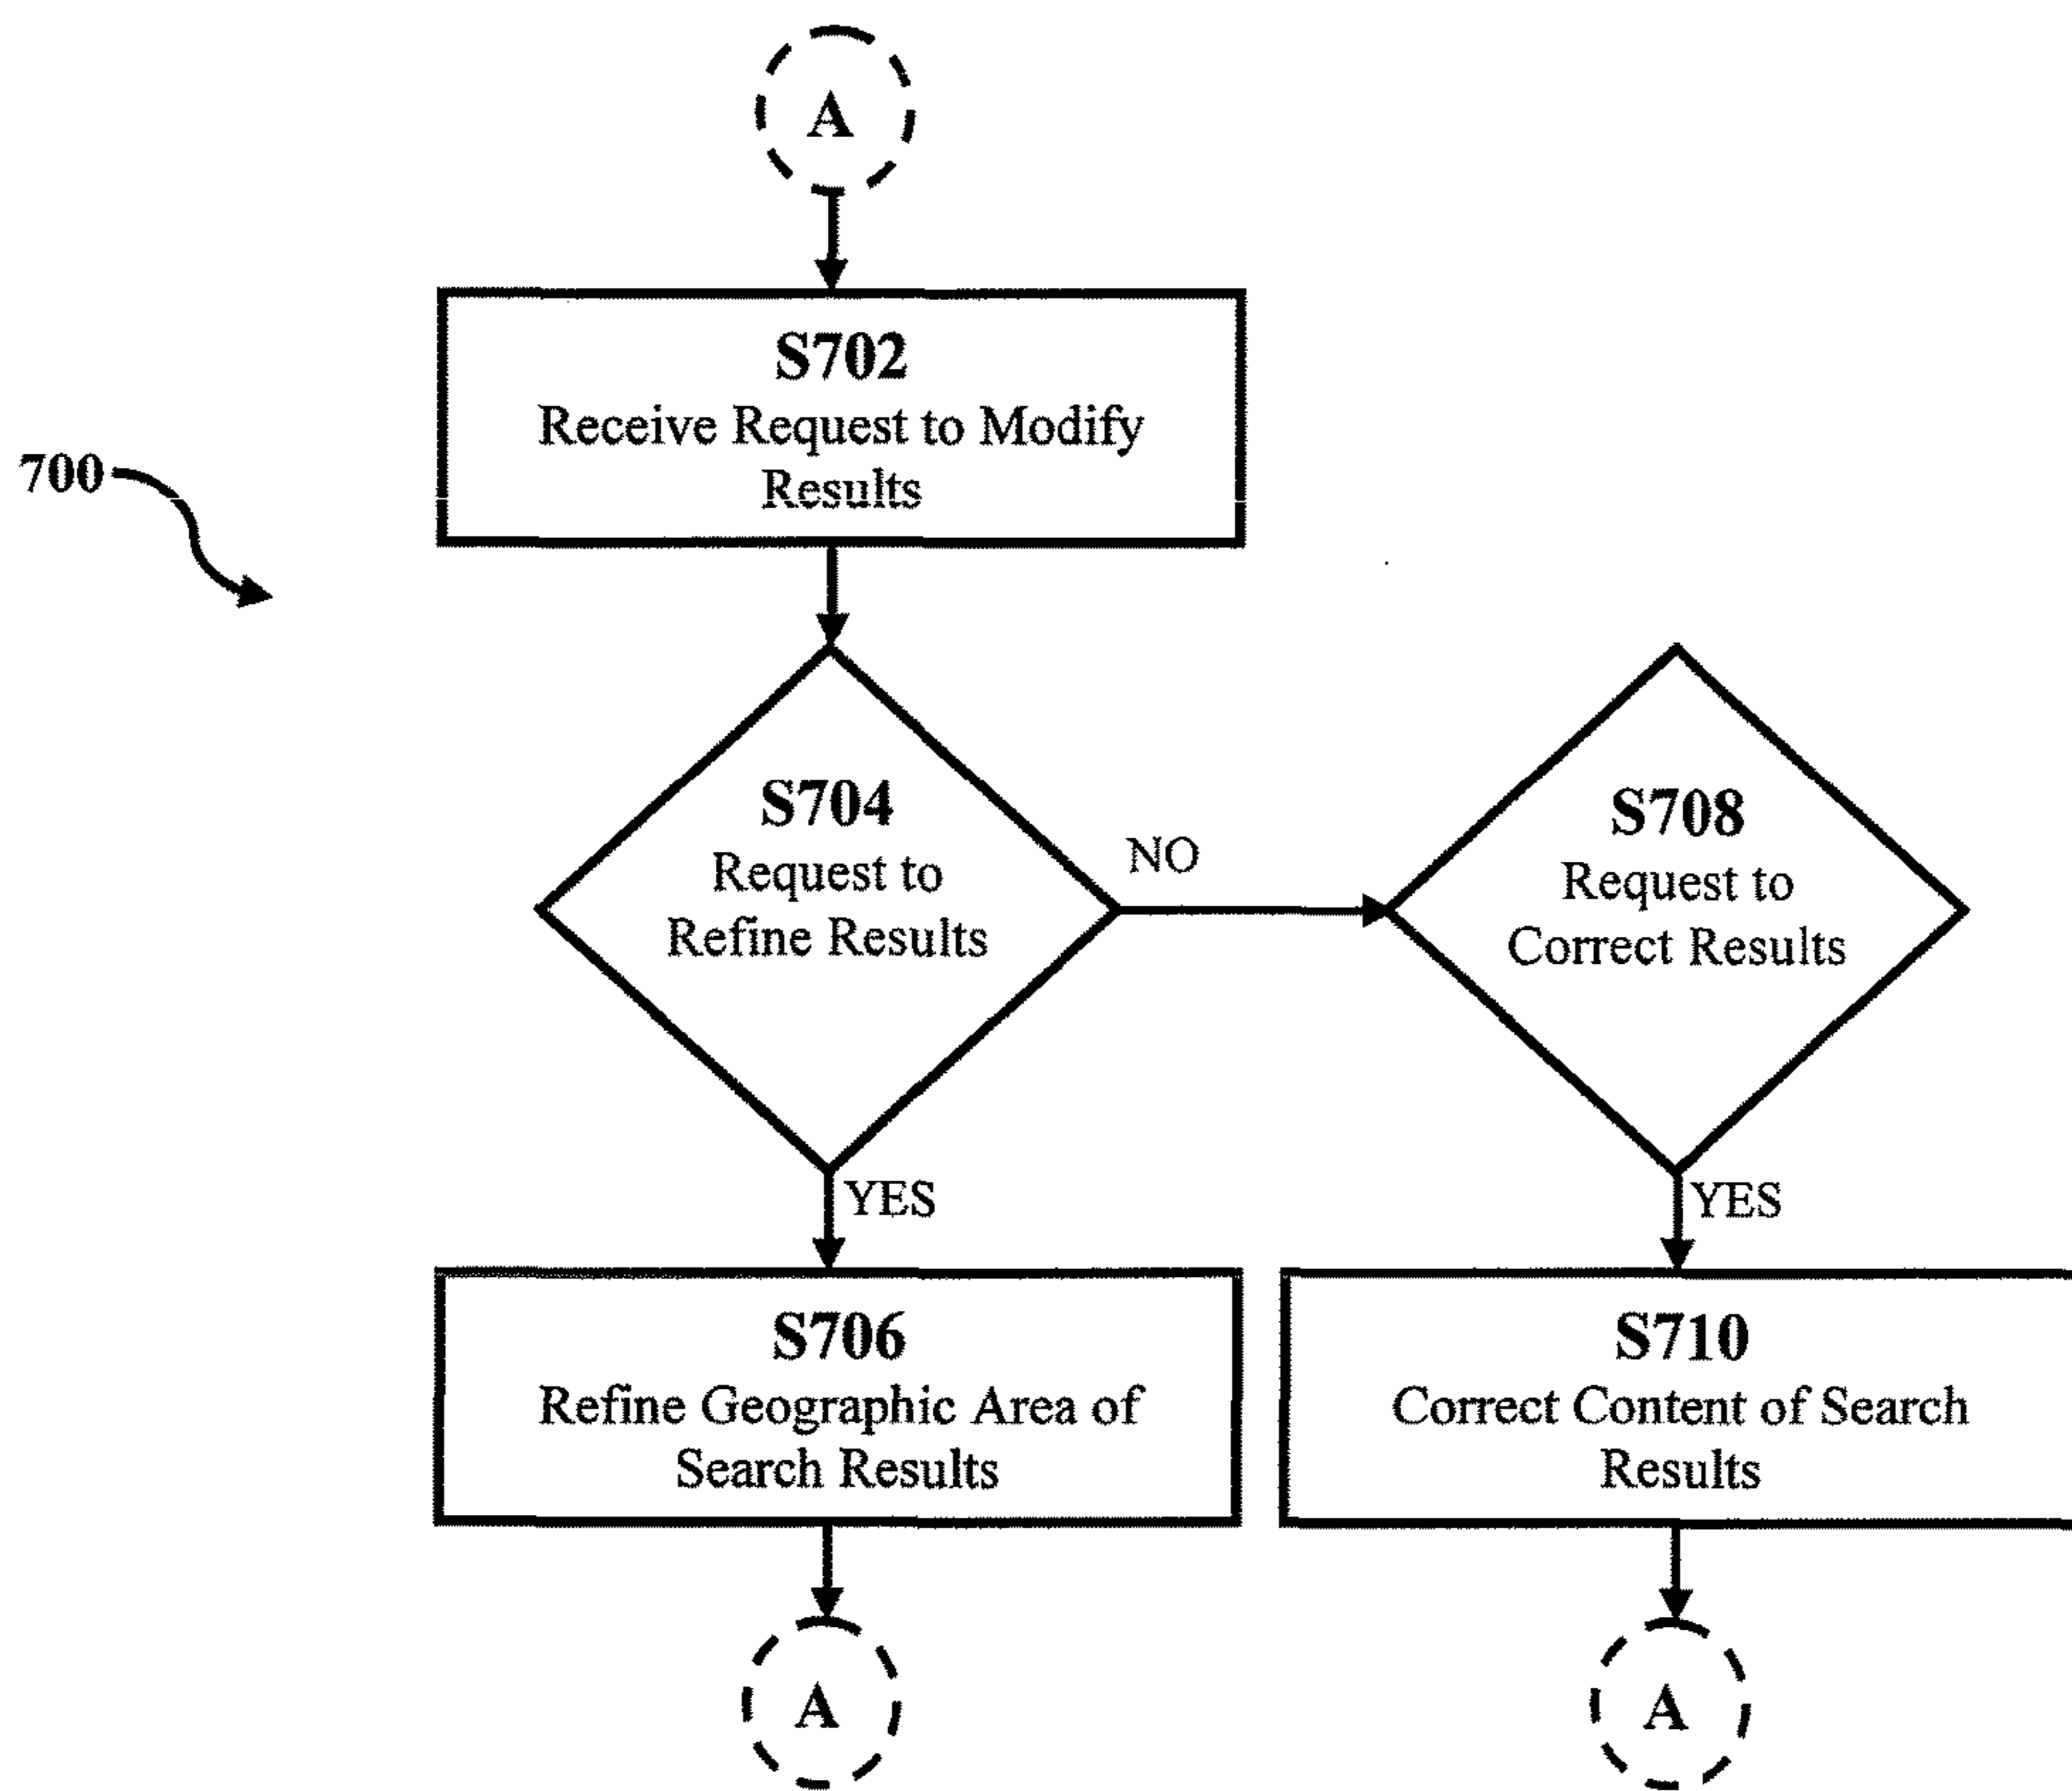 A
S702
Receive Request to Modify
Results
700
S704
Request to
Refine Results
NO
S708
Request to
Correct Results
YES
YES
S706
Refine Geographic Area of
Search Results
S710
Correct Content of Search
Results
A
A